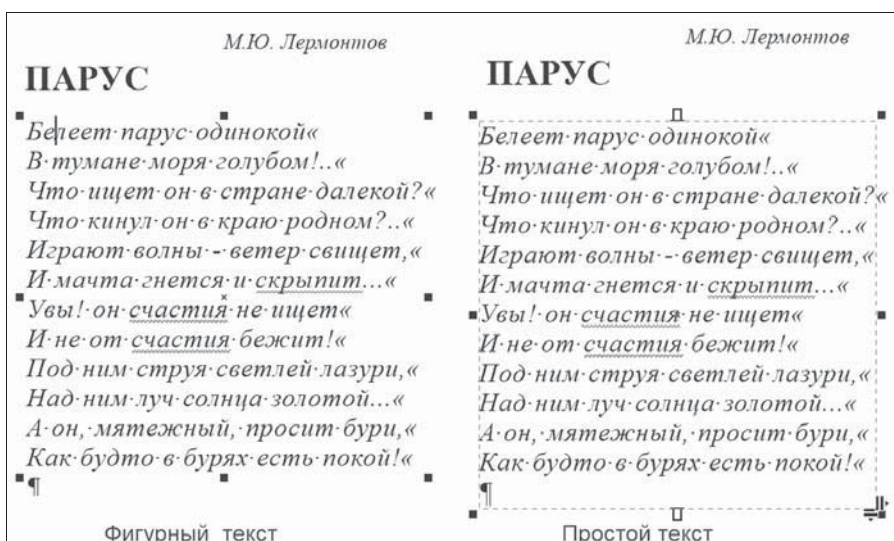 М.Ю. Лермонтов
ПАРУС
Белеет·парус·одинокой«
В·тумане·моря·голубом!..«
Что·ищет·он·в·стране·далекой?«
Что·кинул·он·в·краю·родном?..«
Играют·волны·-·ветер·свищет,«
И·мачта·гнется·и·скрыпит...«
Увы!·он·счастия·не·ищет«
И·не·от·счастия·бежит!«
Под·ним·струя·светлей·лазури,«
Над·ним·луч·солнца·золотой...«
А·он,·мятежный,·просит·бури,«
Как·будто·в·бурях·есть·покой!«
¶
Фигурный текст
М.Ю. Лермонтов
ПАРУС
Белеет·парус·одинокой«
В·тумане·моря·голубом!..«
Что·ищет·он·в·стране·далекой?«
Что·кинул·он·в·краю·родном?..«
Играют·волны·-·ветер·свищет,«
И·мачта·гнется·и·скрыпит...«
Увы!·он·счастия·не·ищет«
И·не·от·счастия·бежит!«
Под·ним·струя·светлей·лазури,«
Над·ним·луч·солнца·золотой...«
А·он,·мятежный,·просит·бури,«
Как·будто·в·бурях·есть·покой!«
¶
Простой текст